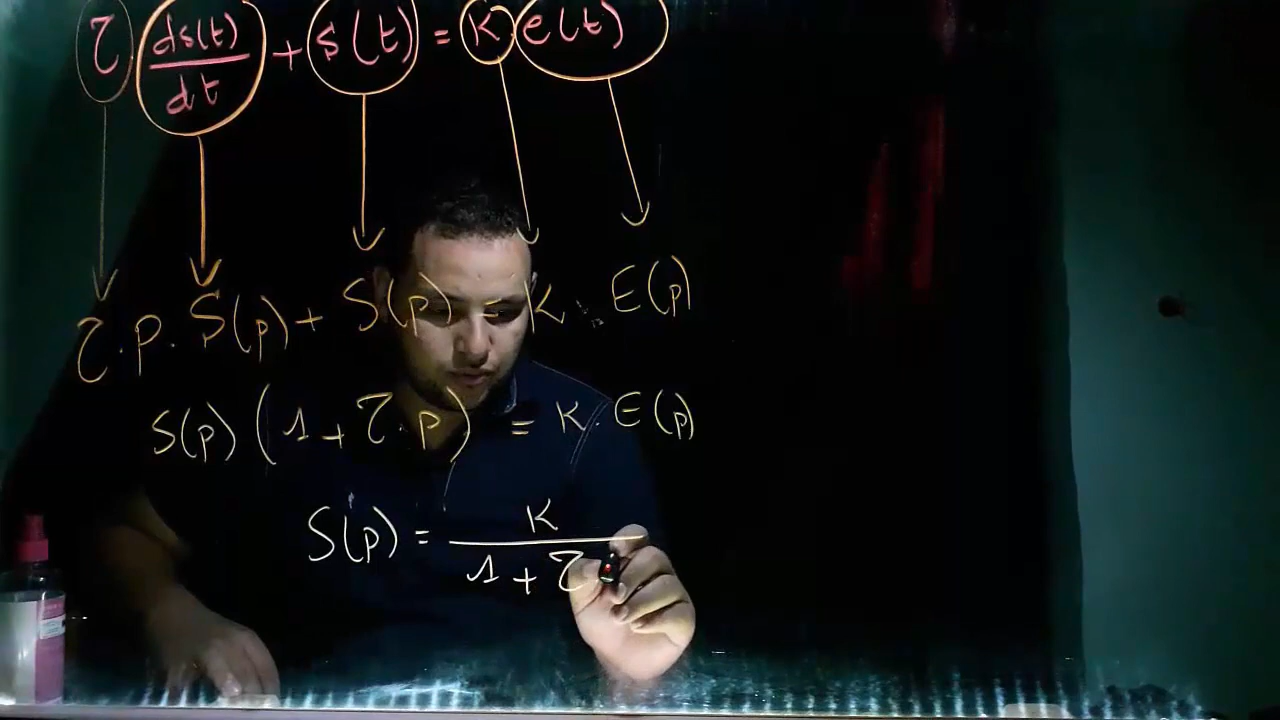 τ ds(t)/dt + s(t) = K e(t)
τ.p.S(p) + S(p) = K . E(p)
S(p) (1 + τ.p) = K . E(p)
S(p) = K / 1 + τ